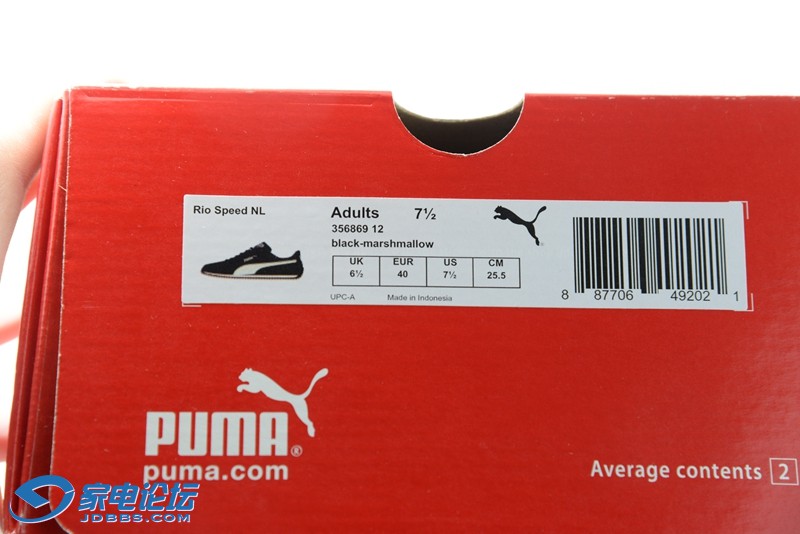 Rio Speed NL
Adults 7½
356869 12
black-marshmallow
UK EUR US CM
6½ 40 7½ 25.5
UPC-A Made in Indonesia
8 87706 49202 1
PUMA®
puma.com
Average contents 2
家电论坛
JDBBS.COM